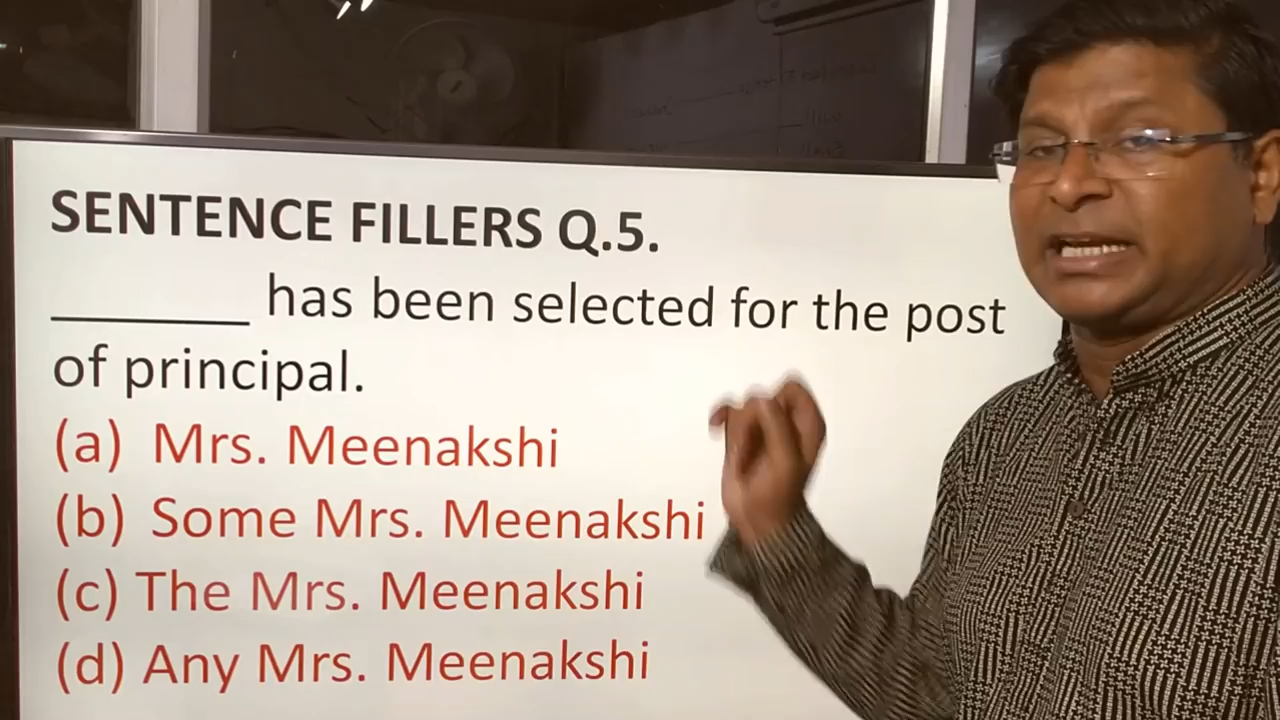 SENTENCE FILLERS Q.5.
_______ has been selected for the post
of principal.
(a) Mrs. Meenakshi
(b) Some Mrs. Meenakshi
(c) The Mrs. Meenakshi
(d) Any Mrs. Meenakshi